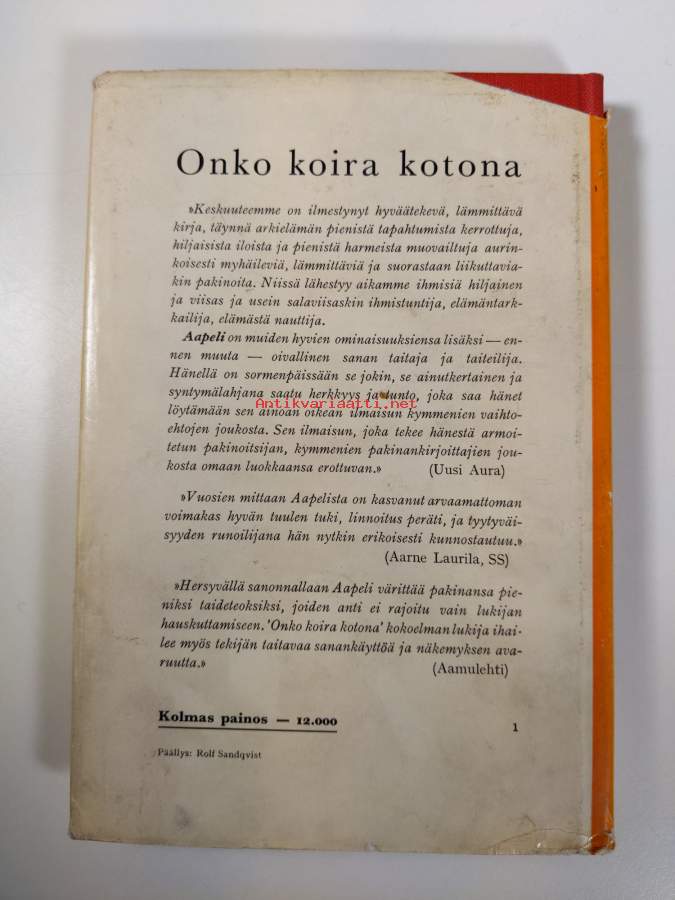 Onko koira kotona
»Keskuuteemme on ilmestynyt hyväätekevä, lämmittävä
kirja, täynnä arkielämän pienistä tapahtumista kerrottuja,
hiljaisista iloista ja pienistä harmeista muovailtuja aurin-
koisesti myhäileviä, lämmittäviä ja suorastaan liikuttavia-
kin pakinoita. Niissä lähestyy aikamme ihmisiä hiljainen
ja viisas ja usein salaviisaskin ihmistuntija, elämäntark-
kailija, elämästä nauttija.
Aapeli on muiden hyvien ominaisuuksiensa lisäksi — en-
nen muuta — oivallinen sanan taitaja ja taiteilija.
Hänellä on sormenpäissään se jokin, se ainutkertainen ja
syntymälahjana saatu herkkyys ja tunto, joka saa hänet
Antikvariaatti.net
löytämään sen ainoan oikean ilmaisun kymmenien vaihto-
ehtojen joukosta. Sen ilmaisun, joka tekee hänestä armoi-
tetun pakinoitsijan, kymmenien pakinankirjoittajien jou-
kosta omaan luokkaansa erottuvan.» (Uusi Aura)
»Vuosien mittaan Aapelista on kasvanut arvaamattoman
voimakas hyvän tuulen tuki, linnoitus peräti, ja tyytyväi-
syyden runoilijana hän nytkin erikoisesti kunnostautuu.»
(Aarne Laurila, SS)
»Hersyvällä sanonnallaan Aapeli värittää pakinansa pie-
niksi taideteoksiksi, joiden anti ei rajoitu vain lukijan
hauskuttamiseen. 'Onko koira kotona' kokoelman lukija ihai-
lee myös tekijän taitavaa sanankäyttöä ja näkemyksen ava-
ruutta.» (Aamulehti)
Kolmas painos — 12.000 1
Päällys: Rolf Sandqvist